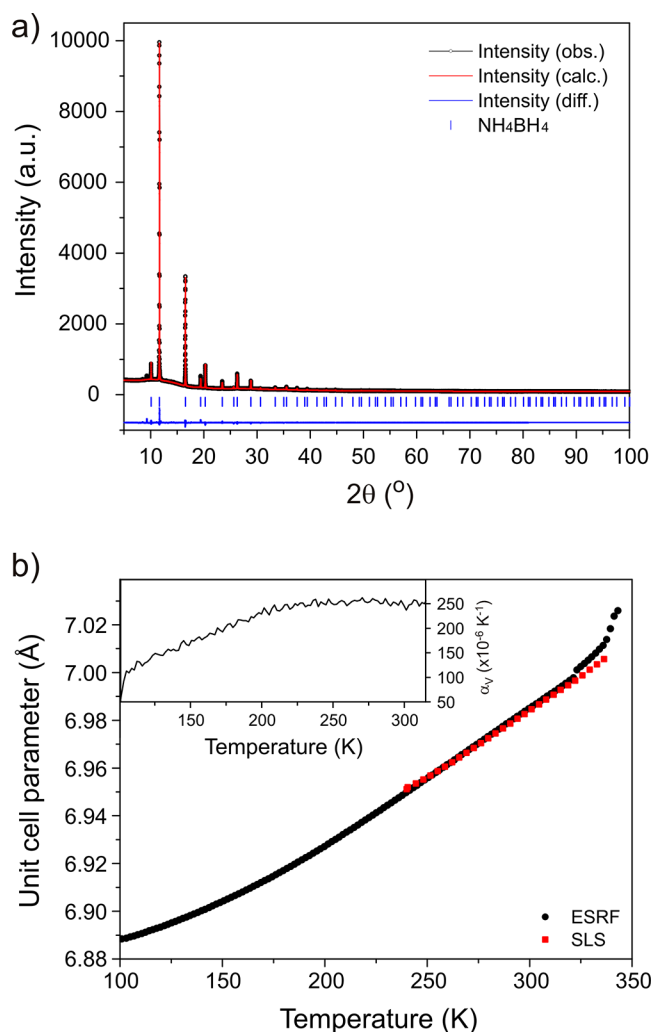 a)
10000
8000
6000
4000
2000
0
Intensity (a.u.)
Intensity (obs.)
Intensity (calc.)
Intensity (diff.)
NH₄BH₄
10 20 30 40 50 60 70 80 90 100
2θ (°)
b)
7.02
7.00
6.98
6.96
6.94
6.92
6.90
6.88
Unit cell parameter (Å)
250
200
150
100
50
αV (x10⁻⁶ K⁻¹)
150 200 250 300
Temperature (K)
ESRF
SLS
100 150 200 250 300 350
Temperature (K)